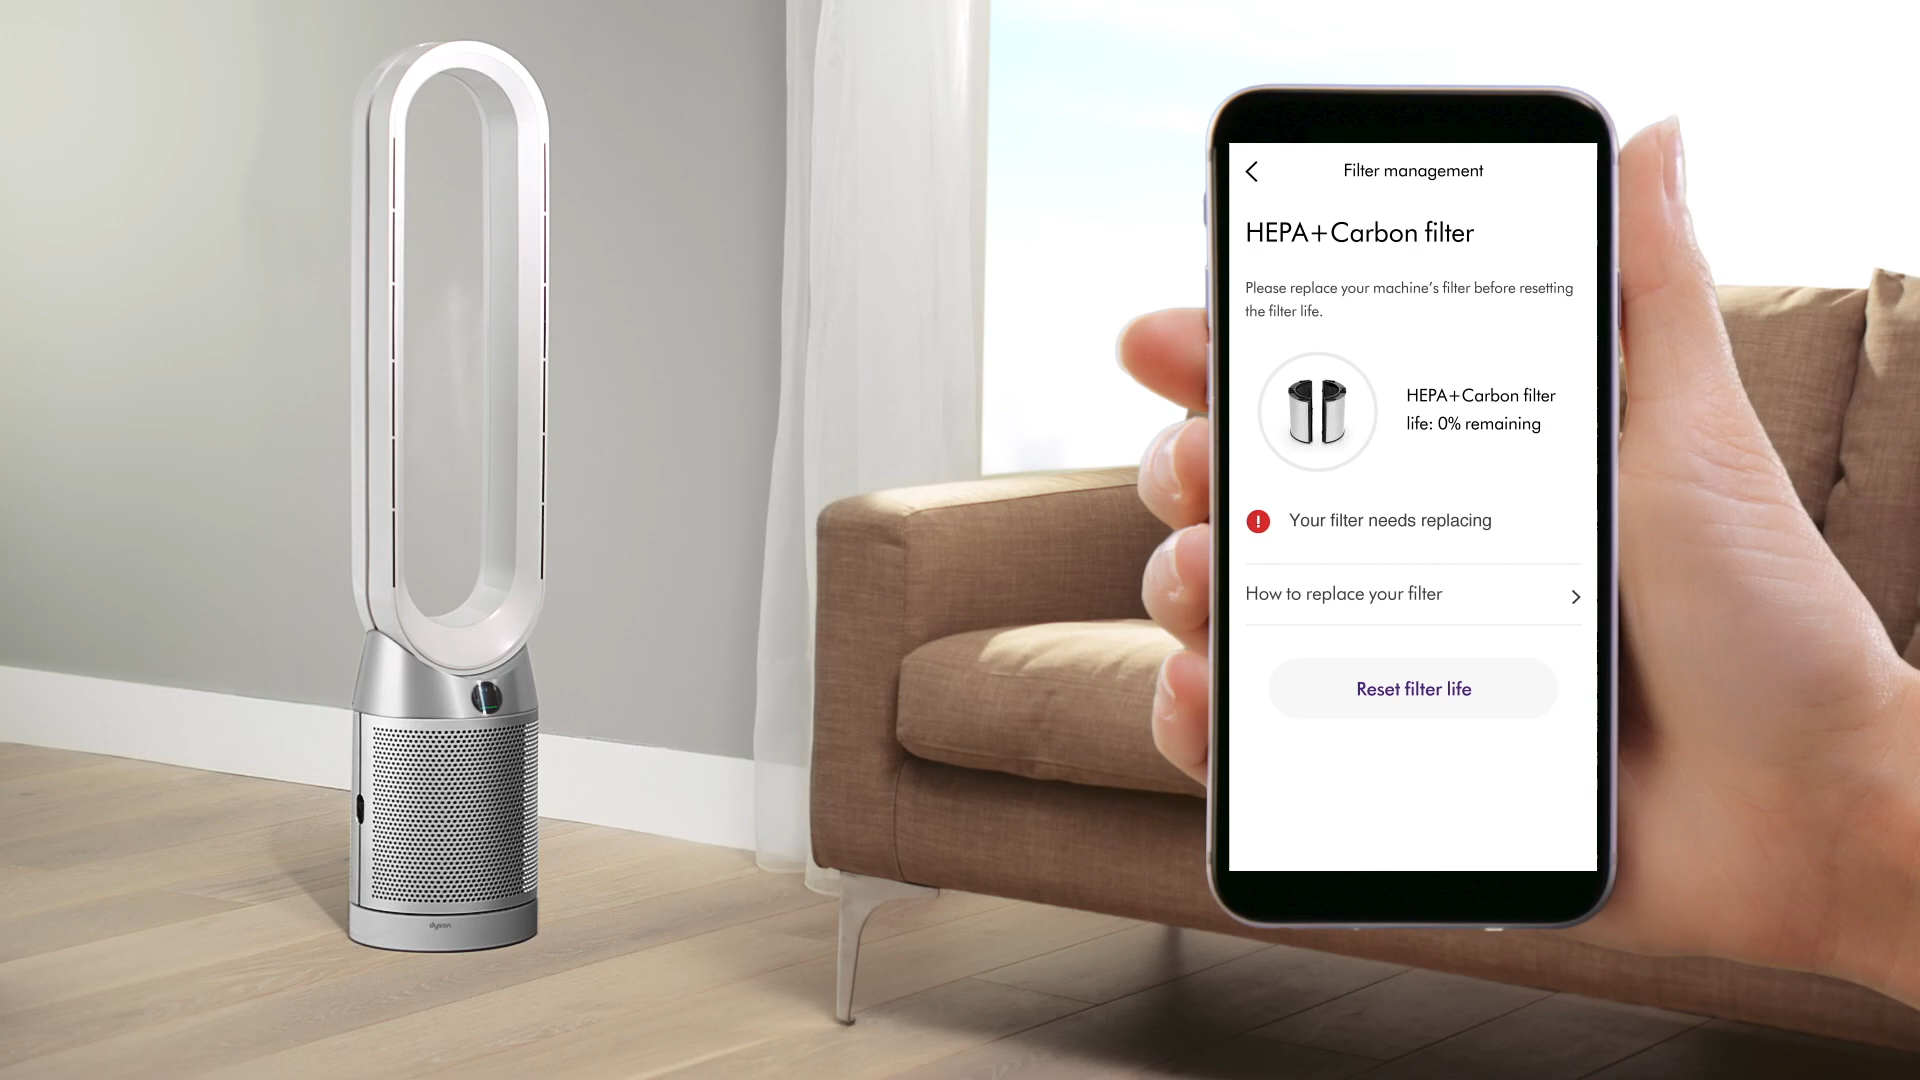 Filter management
HEPA+Carbon filter
Please replace your machine’s filter before resetting
the filter life.
HEPA+Carbon filter
life: 0% remaining
! Your filter needs replacing
How to replace your filter
Reset filter life
dyson